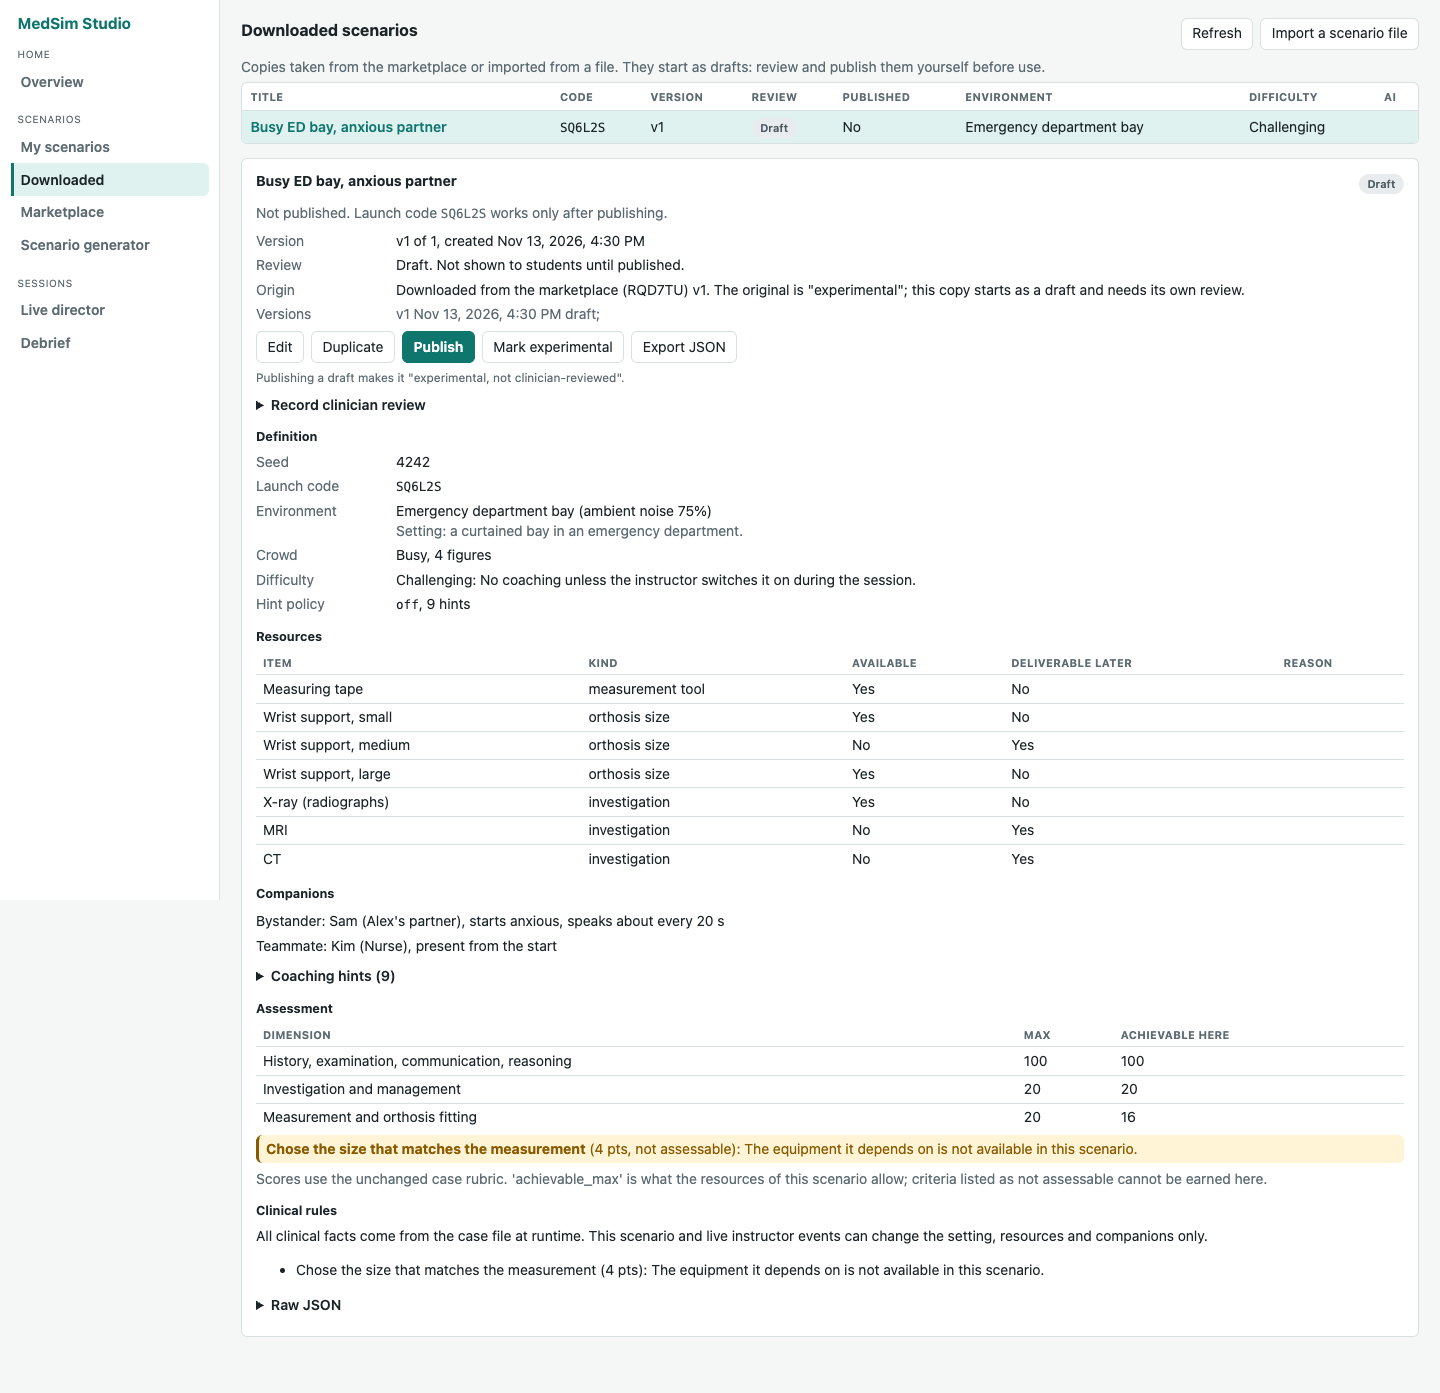 MedSim Studio
HOME
Overview
SCENARIOS
My scenarios
Downloaded
Marketplace
Scenario generator
SESSIONS
Live director
Debrief
Downloaded scenarios
Refresh
Import a scenario file
Copies taken from the marketplace or imported from a file. They start as drafts: review and publish them yourself before use.
TITLE CODE VERSION REVIEW PUBLISHED ENVIRONMENT DIFFICULTY AI
Busy ED bay, anxious partner SQ6L2S v1 Draft No Emergency department bay Challenging
Busy ED bay, anxious partner Draft
Not published. Launch code SQ6L2S works only after publishing.
Version v1 of 1, created Nov 13, 2026, 4:30 PM
Review Draft. Not shown to students until published.
Origin Downloaded from the marketplace (RQD7TU) v1. The original is "experimental"; this copy starts as a draft and needs its own review.
Versions v1 Nov 13, 2026, 4:30 PM draft;
Edit Duplicate Publish Mark experimental Export JSON
Publishing a draft makes it "experimental, not clinician-reviewed".
Record clinician review
Definition
Seed 4242
Launch code SQ6L2S
Environment Emergency department bay (ambient noise 75%)
Setting: a curtained bay in an emergency department.
Crowd Busy, 4 figures
Difficulty Challenging: No coaching unless the instructor switches it on during the session.
Hint policy off, 9 hints
Resources
ITEM KIND AVAILABLE DELIVERABLE LATER REASON
Measuring tape measurement tool Yes No
Wrist support, small orthosis size Yes No
Wrist support, medium orthosis size No Yes
Wrist support, large orthosis size Yes No
X-ray (radiographs) investigation Yes No
MRI investigation No Yes
CT investigation No Yes
Companions
Bystander: Sam (Alex's partner), starts anxious, speaks about every 20 s
Teammate: Kim (Nurse), present from the start
Coaching hints (9)
Assessment
DIMENSION MAX ACHIEVABLE HERE
History, examination, communication, reasoning 100 100
Investigation and management 20 20
Measurement and orthosis fitting 20 16
Chose the size that matches the measurement (4 pts, not assessable): The equipment it depends on is not available in this scenario.
Scores use the unchanged case rubric. 'achievable_max' is what the resources of this scenario allow; criteria listed as not assessable cannot be earned here.
Clinical rules
All clinical facts come from the case file at runtime. This scenario and live instructor events can change the setting, resources and companions only.
• Chose the size that matches the measurement (4 pts): The equipment it depends on is not available in this scenario.
Raw JSON